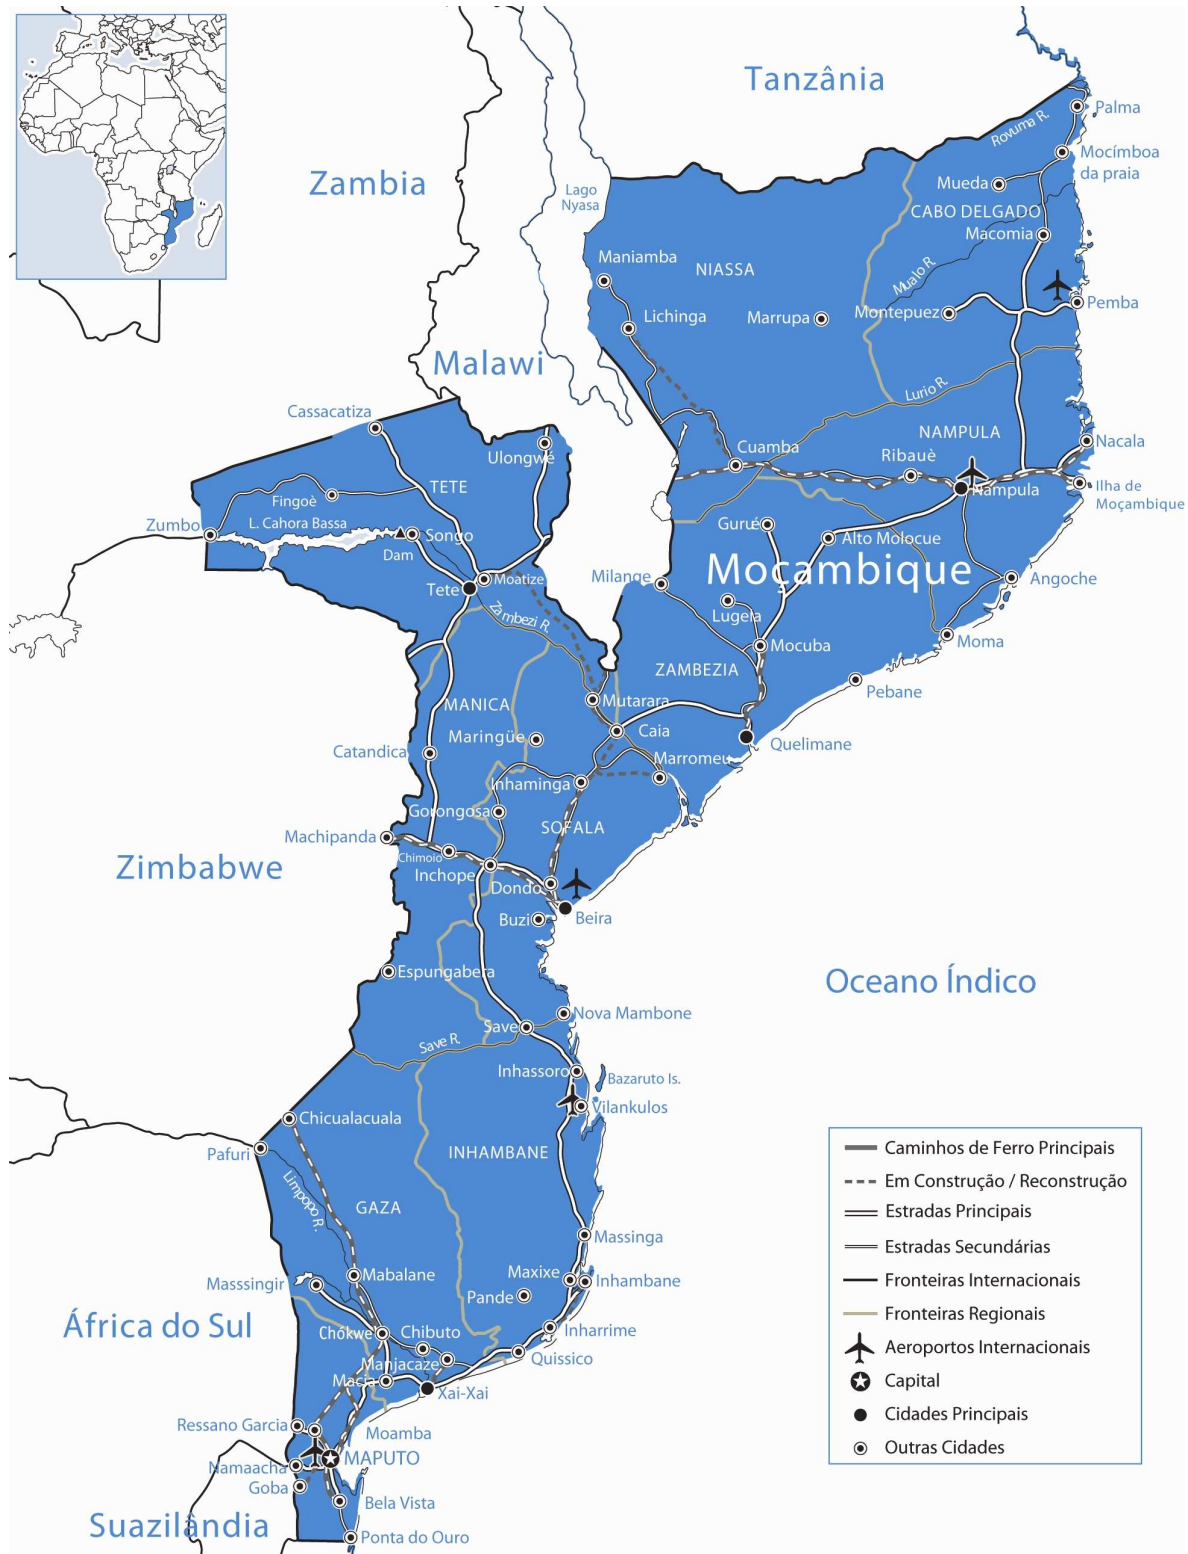 Tanzânia
Palma
Rovuma R.
Mocímboa
da praia
Zambia
Lago
Nyasa
Mueda
CABO DELGADO
Macomia
Maniamba
NIASSA
Mualo R.
Pemba
Lichinga
Marrupa
Montepuez
Malawi
Lurio R.
Cassacatiza
NAMPULA
Nacala
Ulongwé
Cuamba
Ribauè
TETE
Fingoè
Nampula
Ilha de
Moçambique
Zumbo
L. Cahora Bassa
Songo
Gurué
Alto Molocue
Dam
Moçambique
Milange
Angoche
Moatize
Tete
Lugela
Zambezi R.
Moma
Mocuba
ZAMBEZIA
Pebane
MANICA
Mutarara
Caia
Maringüe
Quelimane
Catandica
Marromeu
Inhaminga
Gorongosa
SOFALA
Machipanda
Zimbabwe
Chimoio
Inchope
Dondo
Buzi
Beira
Espungabera
Oceano Índico
Nova Mambone
Save
Save R.
Inhassoro
Bazaruto Is.
Vilankulos
Chicualacuala
Pafuri
INHAMBANE
Limpopo R.
GAZA
Massinga
Mabalane
Maxixe
Inhambane
Masssingir
Pande
África do Sul
Chókwe
Chibuto
Inharrime
Manjacaze
Quissico
Macia
Xai-Xai
Ressano Garcia
Moamba
MAPUTO
Namaacha
Goba
Bela Vista
Suazilândia
Ponta do Ouro
Caminhos de Ferro Principais
Em Construção / Reconstrução
Estradas Principais
Estradas Secundárias
Fronteiras Internacionais
Fronteiras Regionais
Aeroportos Internacionais
Capital
Cidades Principais
Outras Cidades